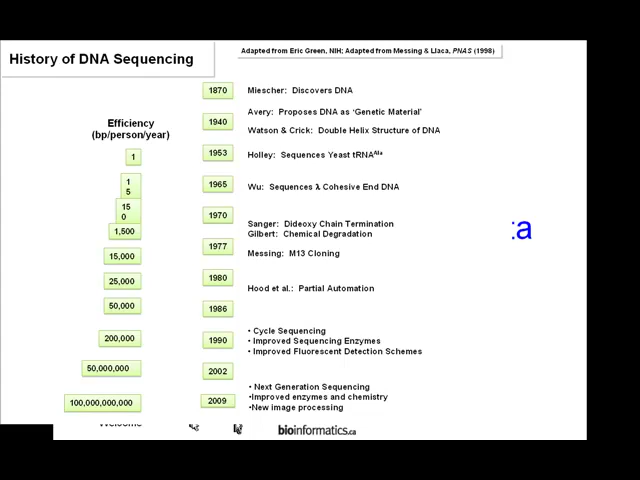 History of DNA Sequencing
Adapted from Eric Green, NIH; Adapted from Messing & Llaca, PNAS (1998)
Efficiency
(bp/person/year)
1870
Miescher: Discovers DNA
1940
Avery: Proposes DNA as 'Genetic Material'
Watson & Crick: Double Helix Structure of DNA
1
1953
Holley: Sequences Yeast tRNAAla
1
5
1965
Wu: Sequences λ Cohesive End DNA
15
0
1970
Sanger: Dideoxy Chain Termination
1,500
Gilbert: Chemical Degradation
ta
1977
Messing: M13 Cloning
15,000
1980
25,000
Hood et al.: Partial Automation
50,000
1986
• Cycle Sequencing
200,000
1990
• Improved Sequencing Enzymes
• Improved Fluorescent Detection Schemes
50,000,000
2002
• Next Generation Sequencing
•Improved enzymes and chemistry
100,000,000,000
2009
•New image processing
Welcome
bioinformatics.ca